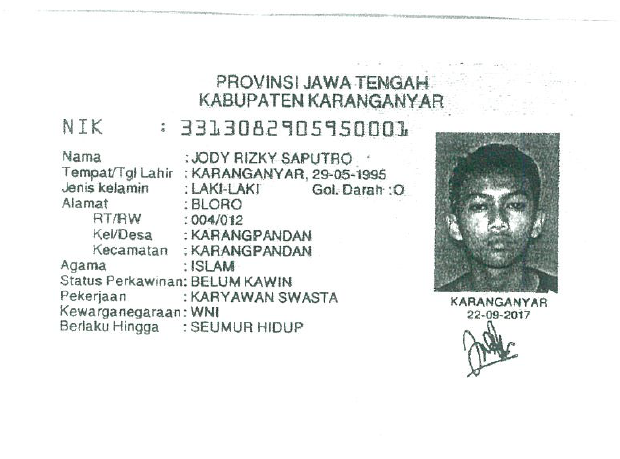 PROVINSI JAWA TENGAH
KABUPATEN KARANGANYAR
NIK : 3313082905950001
Nama : JODY RIZKY SAPUTRO
Tempat/Tgl Lahir : KARANGANYAR, 29-05-1995
Jenis kelamin : LAKI-LAKI Gol. Darah : O
Alamat : BLORO
RT/RW : 004/012
Kel/Desa : KARANGPANDAN
Kecamatan : KARANGPANDAN
Agama : ISLAM
Status Perkawinan: BELUM KAWIN
Pekerjaan : KARYAWAN SWASTA
Kewarganegaraan: WNI
Berlaku Hingga : SEUMUR HIDUP
KARANGANYAR
22-09-2017